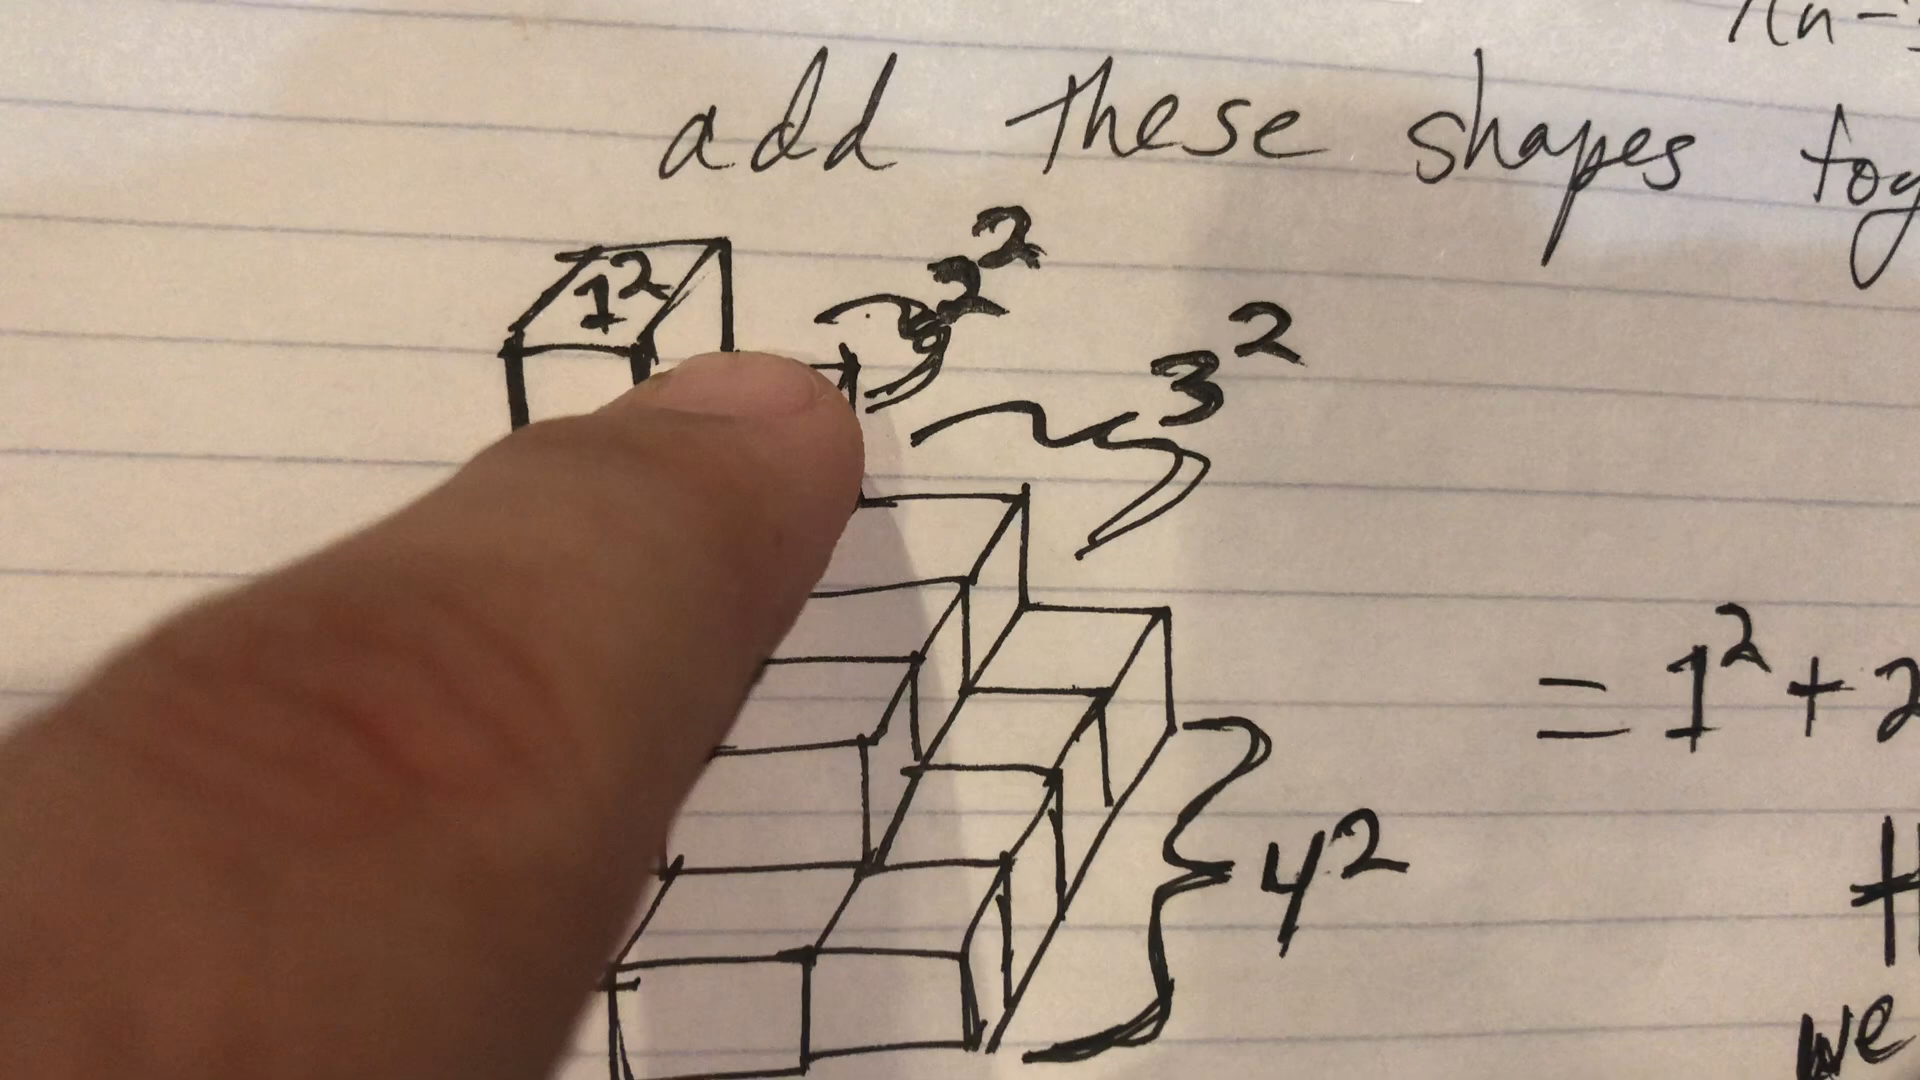 add these shapes tog
1²
2²
3²
= 1² + 2
4²
we